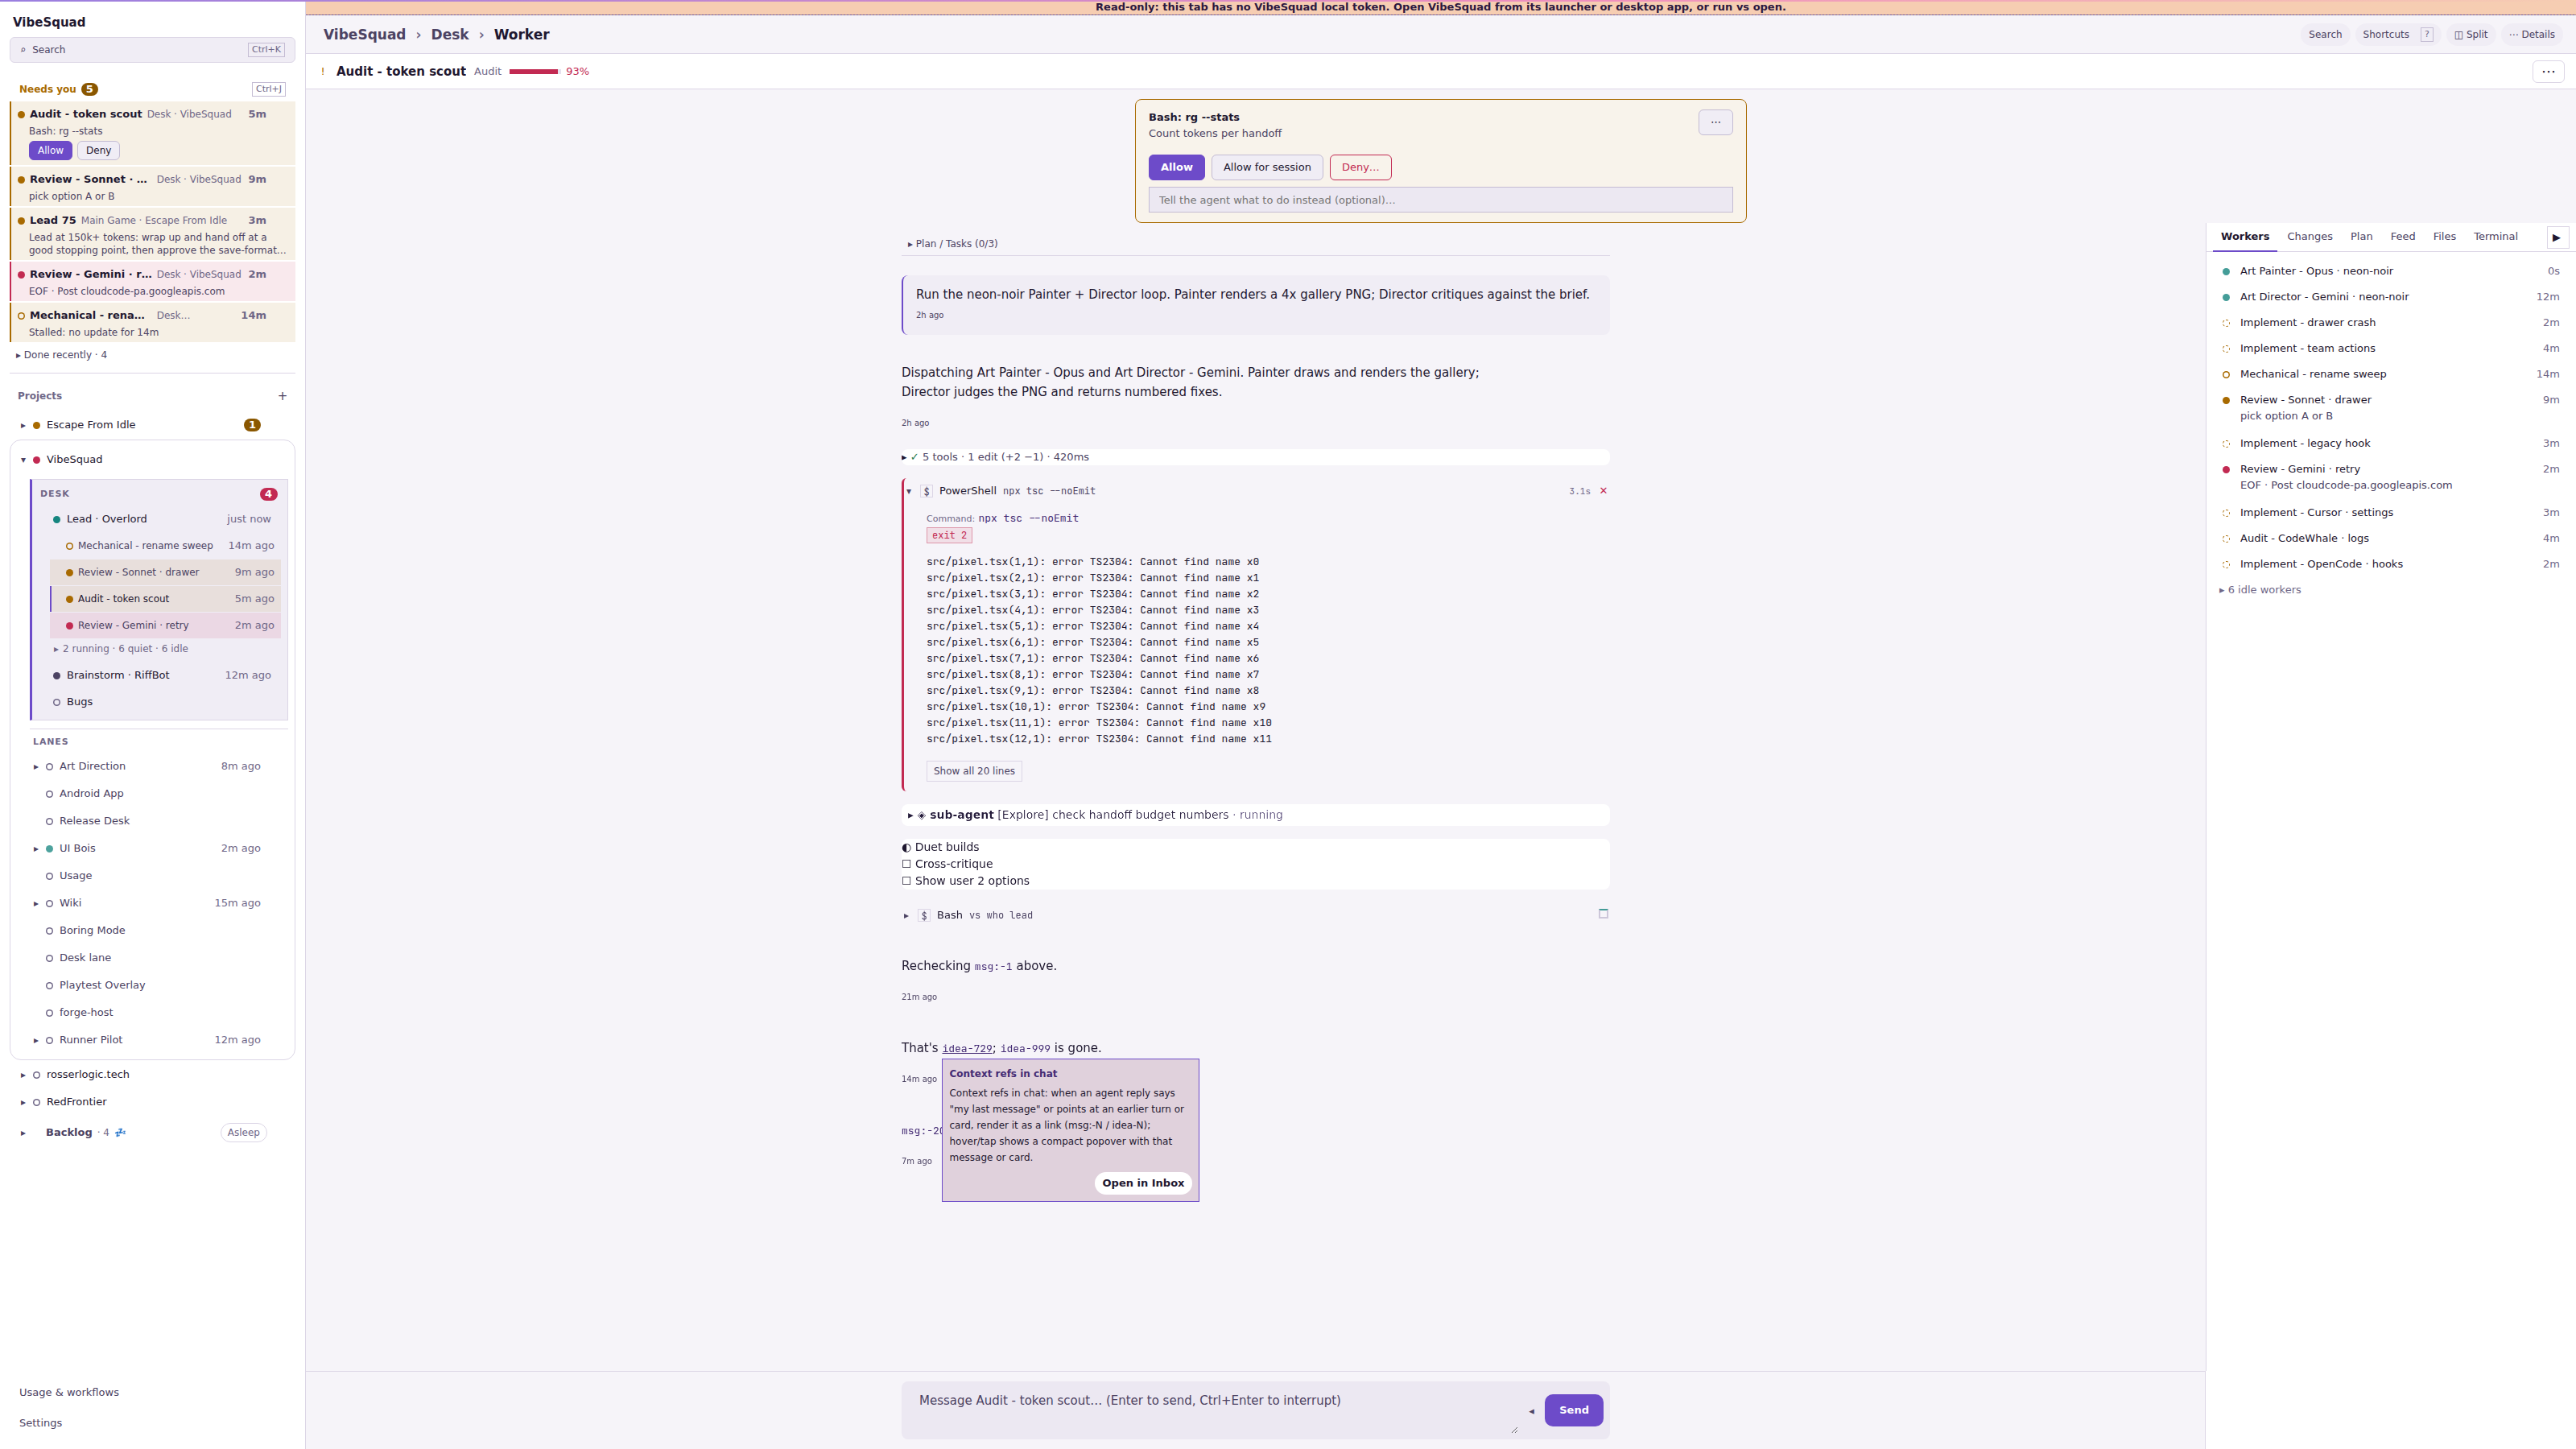 Read-only: this tab has no VibeSquad local token. Open VibeSquad from its launcher or desktop app, or run vs open.
VibeSquad
Search Ctrl+K
Needs you 5 Ctrl+J
Audit - token scout Desk · VibeSquad 5m
Bash: rg --stats
Allow Deny
Review - Sonnet · … Desk · VibeSquad 9m
pick option A or B
Lead 75 Main Game · Escape From Idle 3m
Lead at 150k+ tokens: wrap up and hand off at a
good stopping point, then approve the save-format…
Review - Gemini · r… Desk · VibeSquad 2m
EOF · Post cloudcode-pa.googleapis.com
Mechanical - rena… Desk… 14m
Stalled: no update for 14m
▸ Done recently · 4
Projects +
▸ Escape From Idle 1
▾ VibeSquad
DESK 4
Lead · Overlord just now
Mechanical - rename sweep 14m ago
Review - Sonnet · drawer 9m ago
Audit - token scout 5m ago
Review - Gemini · retry 2m ago
▸ 2 running · 6 quiet · 6 idle
Brainstorm · RiffBot 12m ago
Bugs
LANES
▸ Art Direction 8m ago
Android App
Release Desk
▸ UI Bois 2m ago
Usage
▸ Wiki 15m ago
Boring Mode
Desk lane
Playtest Overlay
forge-host
▸ Runner Pilot 12m ago
▸ rosserlogic.tech
▸ RedFrontier
▸ Backlog · 4 💤 Asleep
Usage & workflows
Settings
VibeSquad › Desk › Worker
Search Shortcuts ? ◫ Split ⋯ Details
! Audit - token scout Audit 93% ⋯
Bash: rg --stats ⋯
Count tokens per handoff
Allow Allow for session Deny…
Tell the agent what to do instead (optional)…
▸ Plan / Tasks (0/3)
Run the neon-noir Painter + Director loop. Painter renders a 4x gallery PNG; Director critiques against the brief.
2h ago
Dispatching Art Painter - Opus and Art Director - Gemini. Painter draws and renders the gallery;
Director judges the PNG and returns numbered fixes.
2h ago
▸ ✓ 5 tools · 1 edit (+2 −1) · 420ms
▾ $ PowerShell npx tsc --noEmit 3.1s ✕
Command: npx tsc --noEmit
exit 2
src/pixel.tsx(1,1): error TS2304: Cannot find name x0
src/pixel.tsx(2,1): error TS2304: Cannot find name x1
src/pixel.tsx(3,1): error TS2304: Cannot find name x2
src/pixel.tsx(4,1): error TS2304: Cannot find name x3
src/pixel.tsx(5,1): error TS2304: Cannot find name x4
src/pixel.tsx(6,1): error TS2304: Cannot find name x5
src/pixel.tsx(7,1): error TS2304: Cannot find name x6
src/pixel.tsx(8,1): error TS2304: Cannot find name x7
src/pixel.tsx(9,1): error TS2304: Cannot find name x8
src/pixel.tsx(10,1): error TS2304: Cannot find name x9
src/pixel.tsx(11,1): error TS2304: Cannot find name x10
src/pixel.tsx(12,1): error TS2304: Cannot find name x11
Show all 20 lines
▸ ◈ sub-agent [Explore] check handoff budget numbers · running
◐ Duet builds
☐ Cross-critique
☐ Show user 2 options
▸ $ Bash vs who lead
Rechecking msg:-1 above.
21m ago
That's idea-729; idea-999 is gone.
14m ago
Context refs in chat
Context refs in chat: when an agent reply says
"my last message" or points at an earlier turn or
card, render it as a link (msg:-N / idea-N);
hover/tap shows a compact popover with that
message or card.
Open in Inbox
msg:-20
7m ago
Message Audit - token scout… (Enter to send, Ctrl+Enter to interrupt)
◂ Send
Workers Changes Plan Feed Files Terminal ▶
Art Painter - Opus · neon-noir 0s
Art Director - Gemini · neon-noir 12m
Implement - drawer crash 2m
Implement - team actions 4m
Mechanical - rename sweep 14m
Review - Sonnet · drawer 9m
pick option A or B
Implement - legacy hook 3m
Review - Gemini · retry 2m
EOF · Post cloudcode-pa.googleapis.com
Implement - Cursor · settings 3m
Audit - CodeWhale · logs 4m
Implement - OpenCode · hooks 2m
▸ 6 idle workers